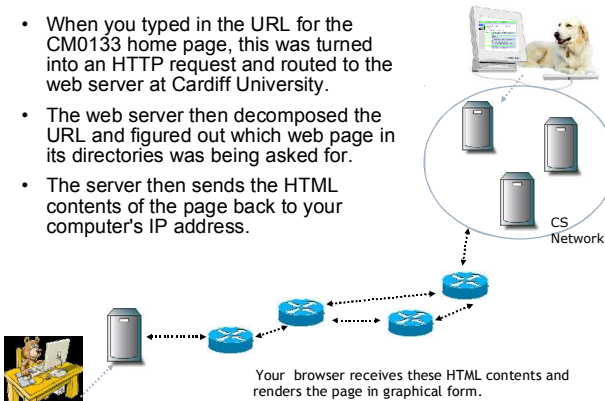 • When you typed in the URL for the
CM0133 home page, this was turned
into an HTTP request and routed to the
web server at Cardiff University.
• The web server then decomposed the
URL and figured out which web page in
its directories was being asked for.
• The server then sends the HTML
contents of the page back to your
computer's IP address.
CS
Network
Your browser receives these HTML contents and
renders the page in graphical form.